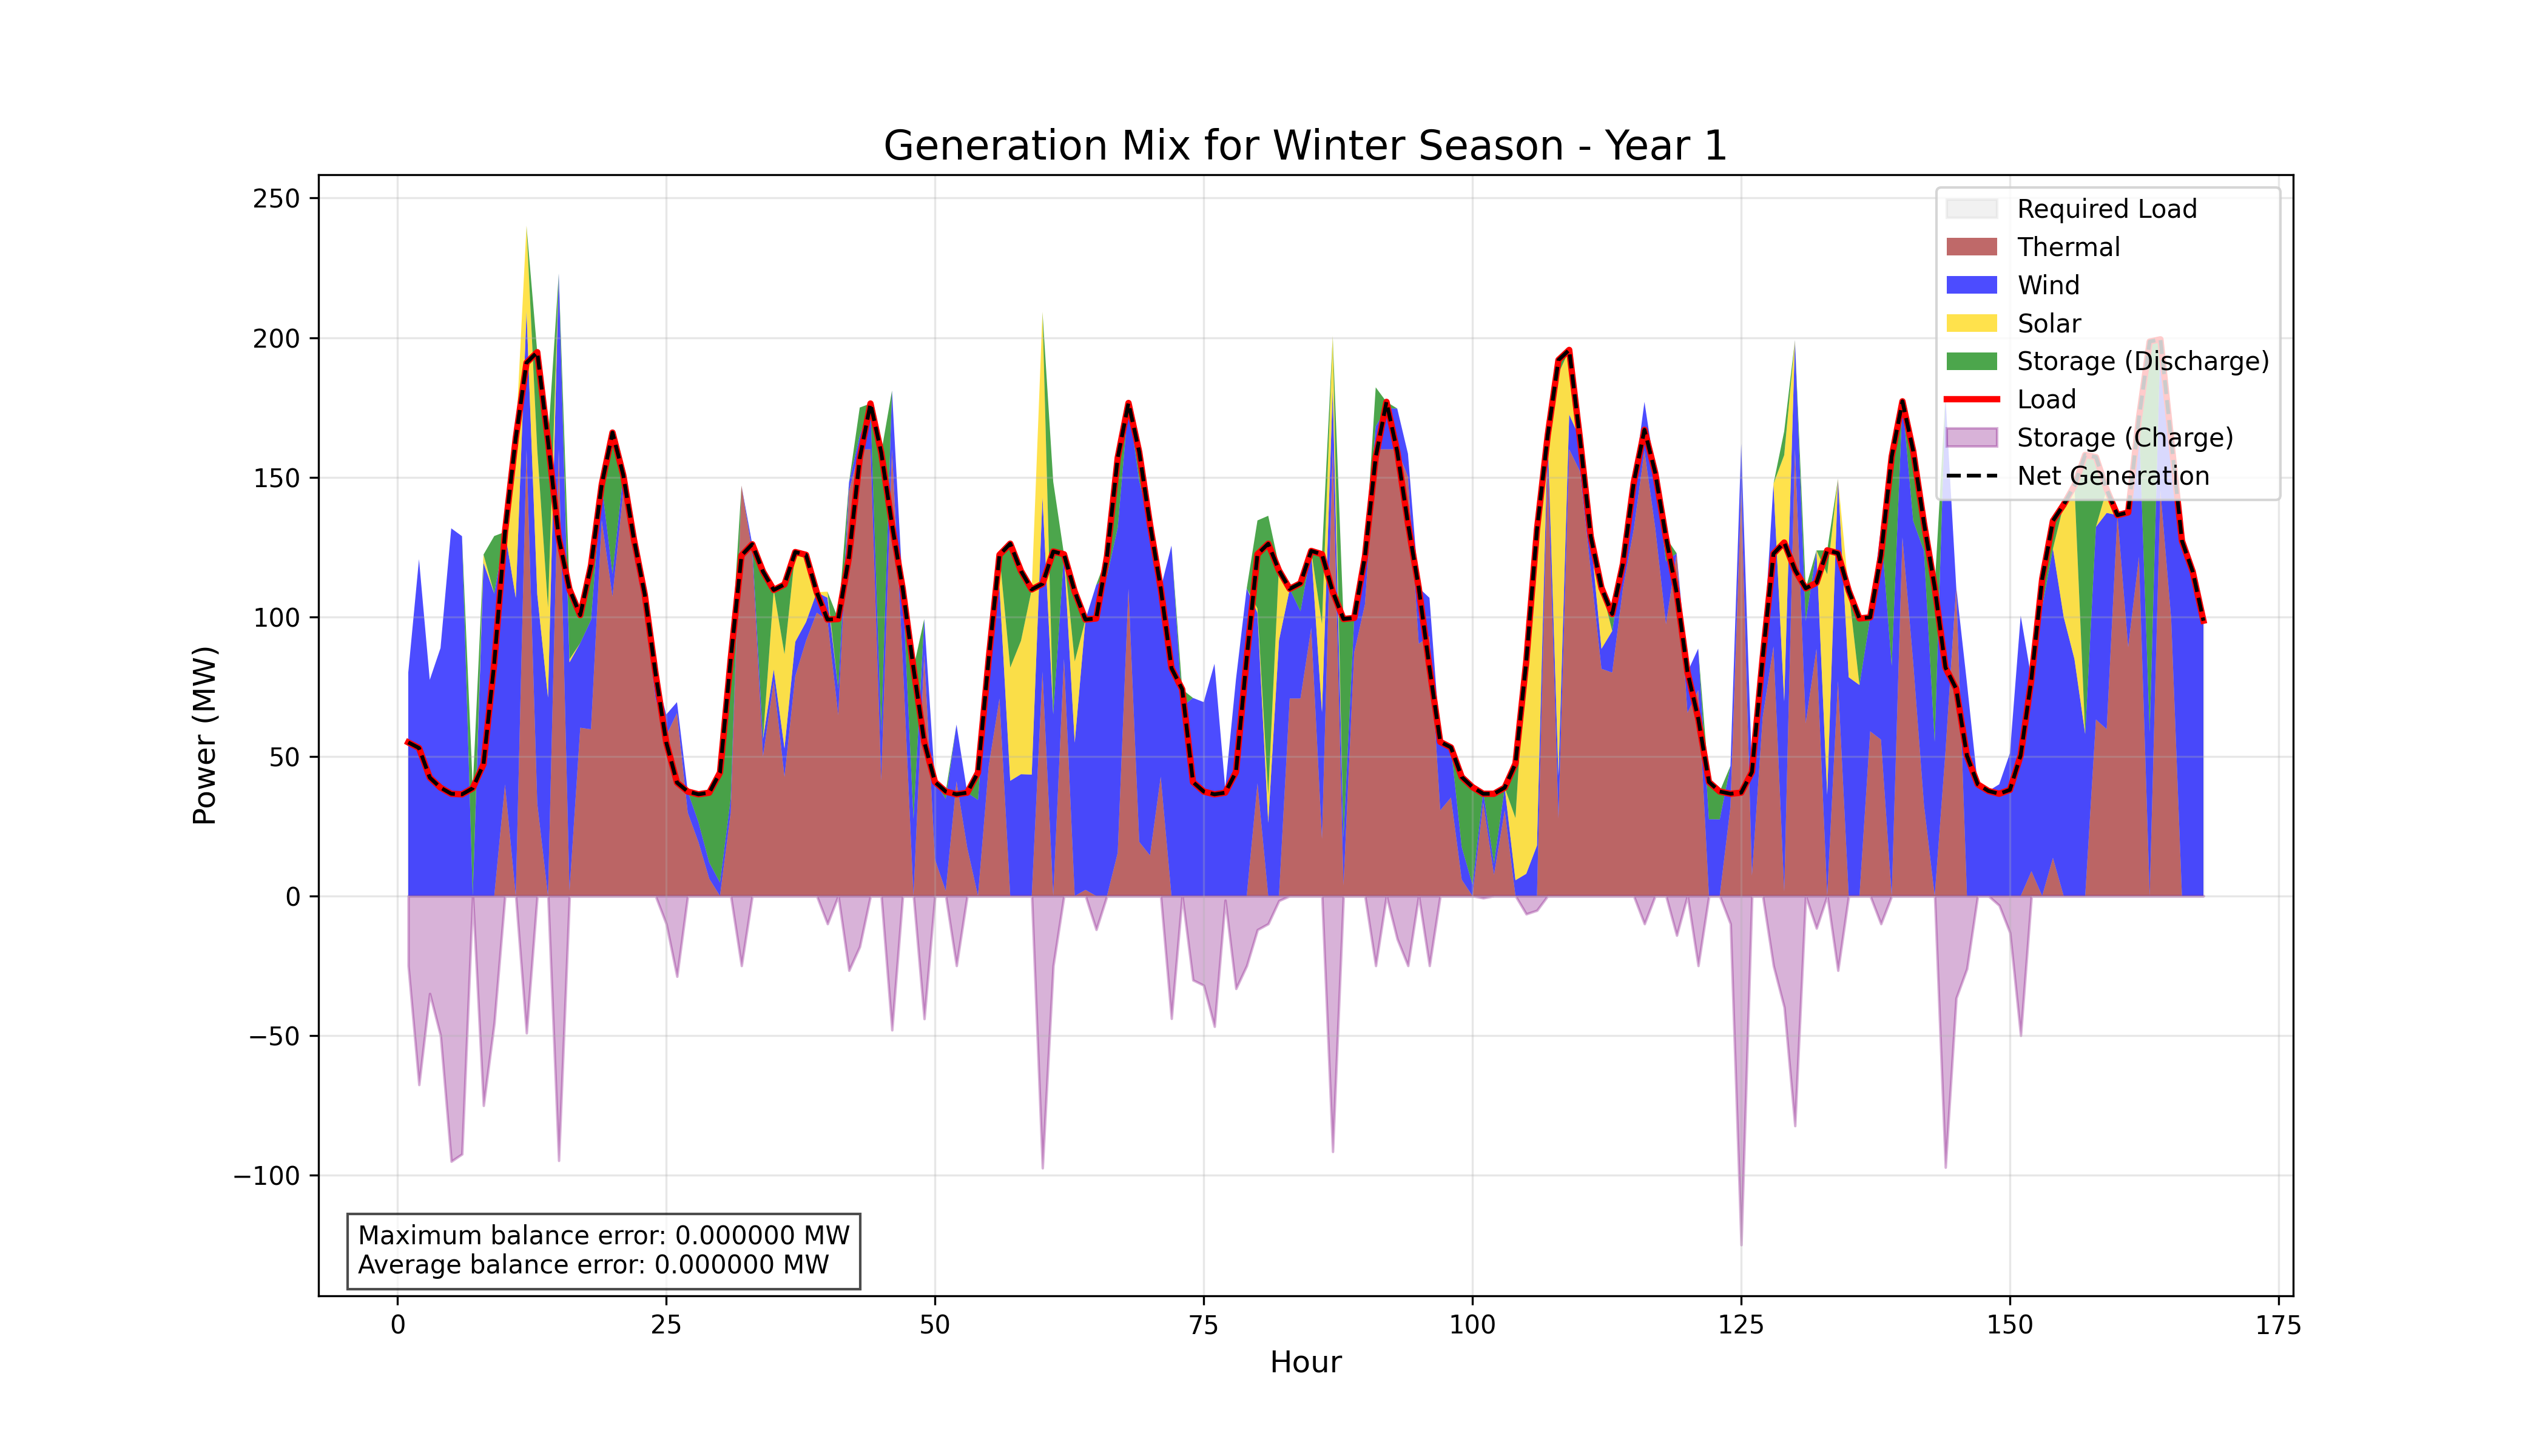 Generation Mix for Winter Season - Year 1
250
200
150
100
50
0
−50
−100
Power (MW)
Required Load
Thermal
Wind
Solar
Storage (Discharge)
Load
Storage (Charge)
Net Generation
Maximum balance error: 0.000000 MW
Average balance error: 0.000000 MW
0
25
50
75
100
125
150
175
Hour